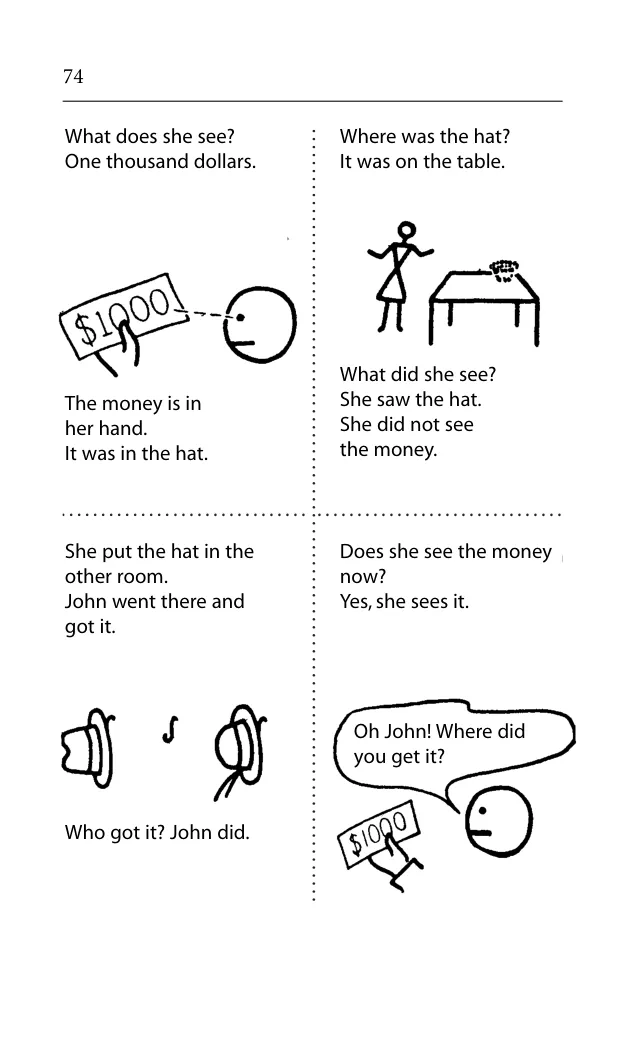 74
What does she see?
One thousand dollars.
$1000
The money is in
her hand.
It was in the hat.
Where was the hat?
It was on the table.
What did she see?
She saw the hat.
She did not see
the money.
She put the hat in the
other room.
John went there and
got it.
Who got it? John did.
Does she see the money
now?
Yes, she sees it.
Oh John! Where did
you get it?
$1000